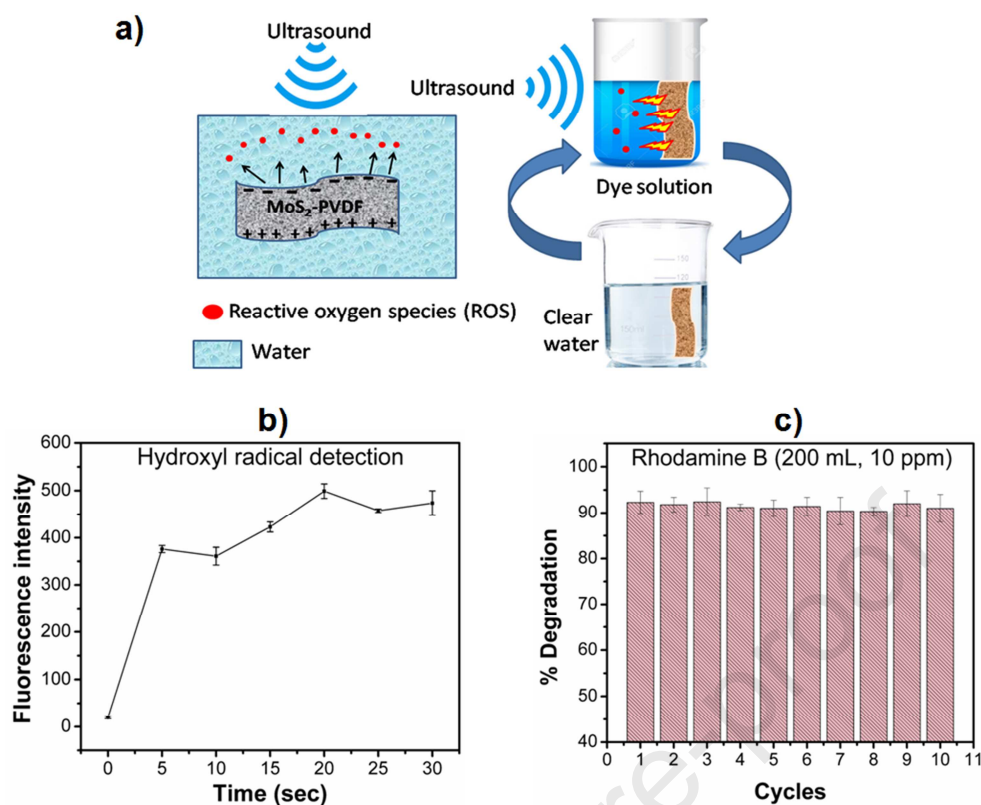 a)
Ultrasound
Ultrasound
MoS₂-PVDF
Dye solution
Reactive oxygen species (ROS)
Water
Clear
water
150
120
b)
Hydroxyl radical detection
Fluorescence intensity
600
500
400
300
200
100
0
0 5 10 15 20 25 30
Time (sec)
c)
Rhodamine B (200 mL, 10 ppm)
% Degradation
100
90
80
70
60
50
40
0 1 2 3 4 5 6 7 8 9 10 11
Cycles
re-proof